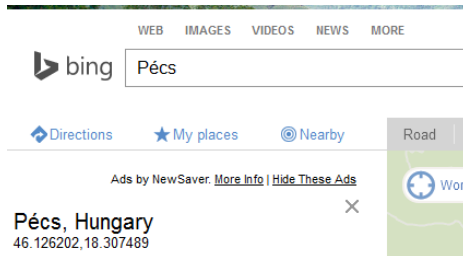 WEB IMAGES VIDEOS NEWS MORE
bing Pécs
Directions My places Nearby Road
Ads by NewSaver. More Info | Hide These Ads
Pécs, Hungary
46.126202,18.307489